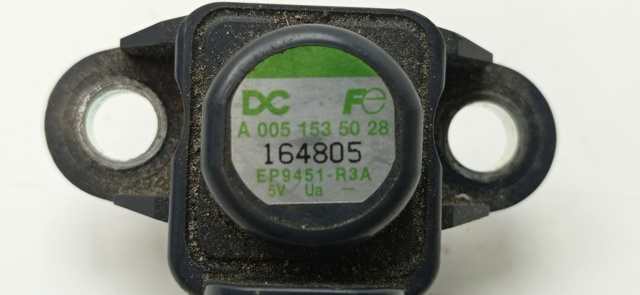 DC Fe
A 005 153 50 28
164805
EP9451-R3A
5V Ua –